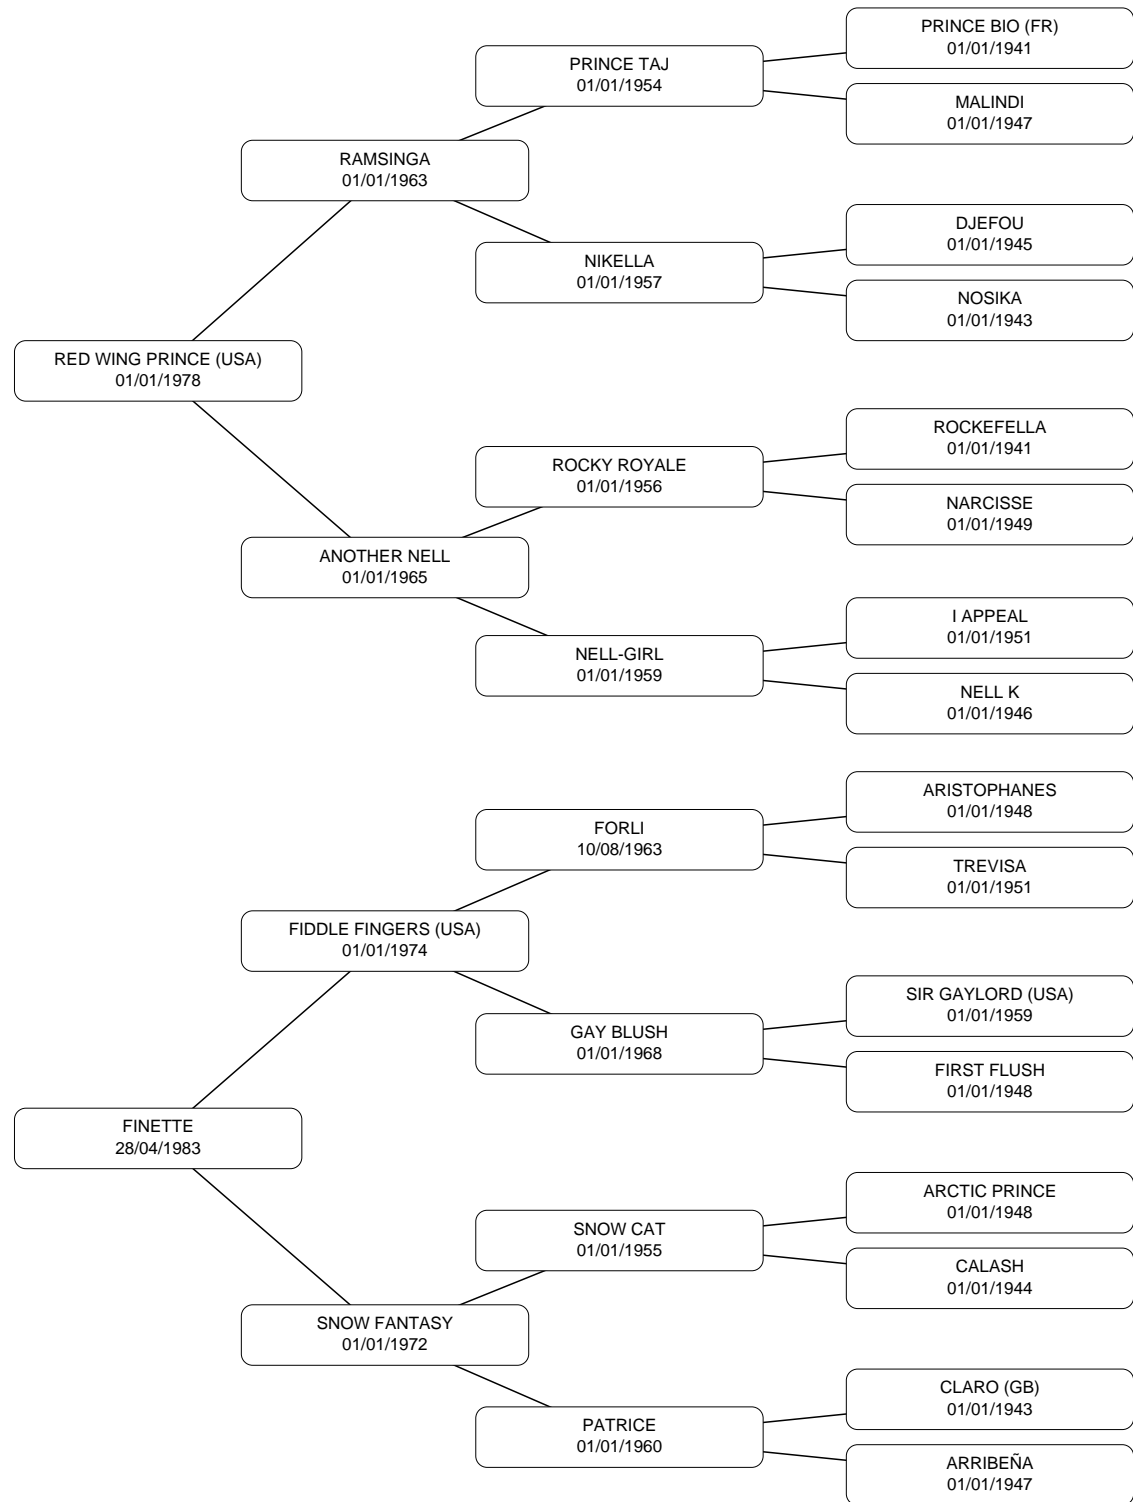 PRINCE BIO (FR)
01/01/1941
PRINCE TAJ
01/01/1954
MALINDI
01/01/1947
RAMSINGA
01/01/1963
DJEFOU
01/01/1945
NIKELLA
01/01/1957
NOSIKA
01/01/1943
RED WING PRINCE (USA)
01/01/1978
ROCKEFELLA
01/01/1941
ROCKY ROYALE
01/01/1956
NARCISSE
01/01/1949
ANOTHER NELL
01/01/1965
I APPEAL
01/01/1951
NELL-GIRL
01/01/1959
NELL K
01/01/1946
ARISTOPHANES
01/01/1948
FORLI
10/08/1963
TREVISA
01/01/1951
FIDDLE FINGERS (USA)
01/01/1974
SIR GAYLORD (USA)
01/01/1959
GAY BLUSH
01/01/1968
FIRST FLUSH
01/01/1948
FINETTE
28/04/1983
ARCTIC PRINCE
01/01/1948
SNOW CAT
01/01/1955
CALASH
01/01/1944
SNOW FANTASY
01/01/1972
CLARO (GB)
01/01/1943
PATRICE
01/01/1960
ARRIBEÑA
01/01/1947